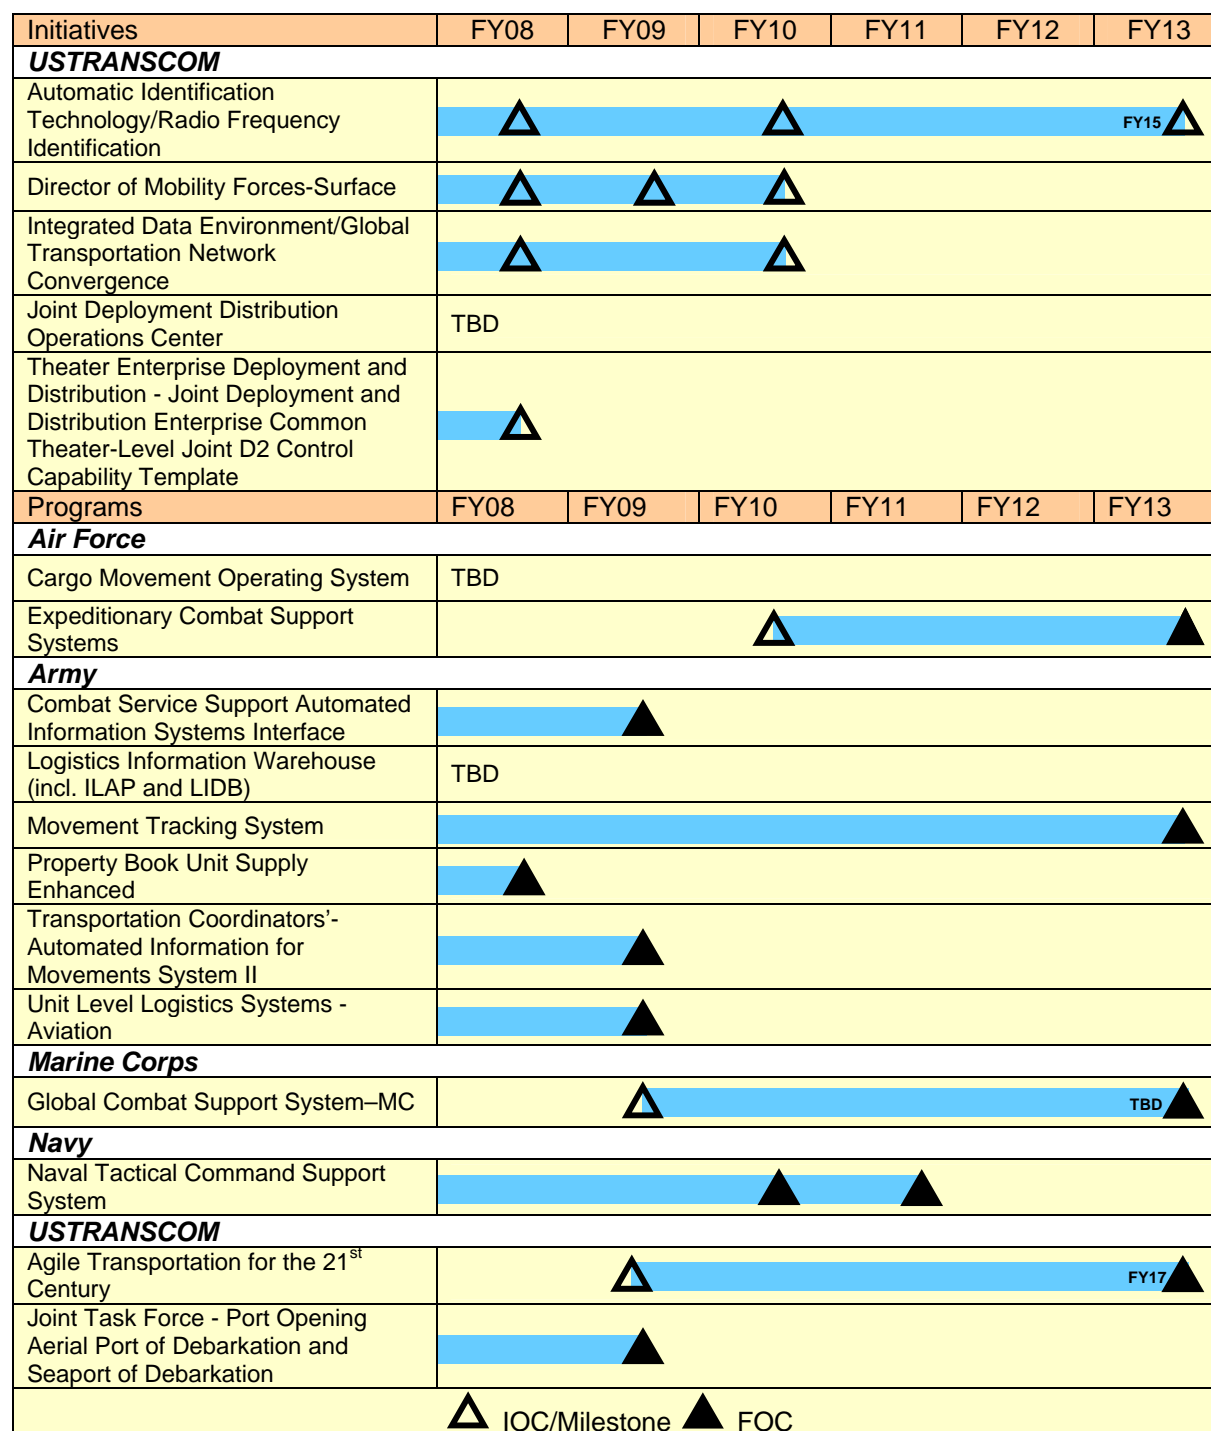 Initiatives FY08 FY09 FY10 FY11 FY12 FY13
USTRANSCOM
Automatic Identification
Technology/Radio Frequency
Identification
FY15
Director of Mobility Forces-Surface
Integrated Data Environment/Global
Transportation Network
Convergence
Joint Deployment Distribution
Operations Center
TBD
Theater Enterprise Deployment and
Distribution - Joint Deployment and
Distribution Enterprise Common
Theater-Level Joint D2 Control
Capability Template
Programs FY08 FY09 FY10 FY11 FY12 FY13
Air Force
Cargo Movement Operating System TBD
Expeditionary Combat Support
Systems
Army
Combat Service Support Automated
Information Systems Interface
Logistics Information Warehouse
(incl. ILAP and LIDB)
TBD
Movement Tracking System
Property Book Unit Supply
Enhanced
Transportation Coordinators’-
Automated Information for
Movements System II
Unit Level Logistics Systems -
Aviation
Marine Corps
Global Combat Support System–MC TBD
Navy
Naval Tactical Command Support
System
USTRANSCOM
Agile Transportation for the 21st
Century
FY17
Joint Task Force - Port Opening
Aerial Port of Debarkation and
Seaport of Debarkation
IOC/Milestone FOC